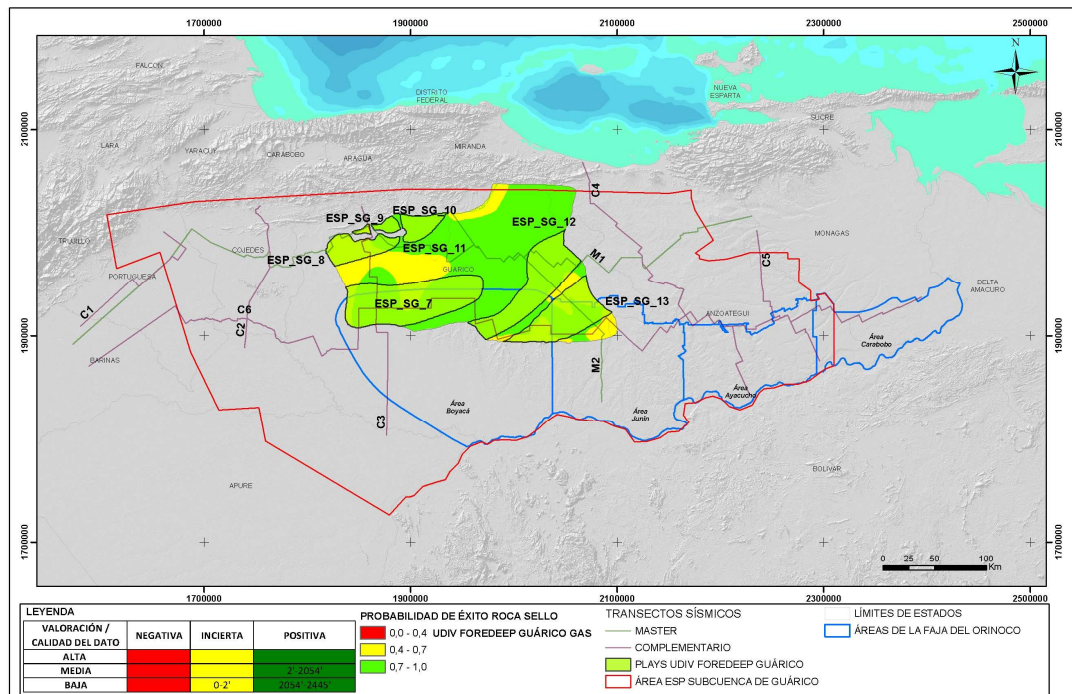 1700000 1900000 2100000 2300000 2500000
N
FALCON
DISTRITO
FEDERAL
NUEVA
ESPARTA
SUCRE
2100000 2100000
LARA
YARACUY
CARABOBO
ARAGUA
MIRANDA
C4
ESP_SG_9
ESP_SG_10
ESP_SG_12
TRUJILLO
COJEDES
ESP_SG_8
ESP_SG_11
M1
MONAGAS
PORTUGUESA
GUÁRICO
C5
DELTA
AMACURO
C1
C6
C2
ESP_SG_7
ESP_SG_13
ANZOATEGUI
1900000 1900000
Área
Carabobo
BARINAS
M2
Área
Boyacá
Área
Junín
Área
Ayacucho
C3
BOLIVAR
APURE
1700000 1700000
0 25 50 100
Km
1700000 1900000 2100000 2300000 2500000
LEYENDA
VALORACIÓN /
CALIDAD DEL DATO
NEGATIVA
INCIERTA
POSITIVA
ALTA
MEDIA 2'-2054'
BAJA 0-2' 2054'-2445'
PROBABILIDAD DE ÉXITO ROCA SELLO
0,0 - 0,4 UDIV FOREDEEP GUÁRICO GAS
0,4 - 0,7
0,7 - 1,0
TRANSECTOS SÍSMICOS
MASTER
COMPLEMENTARIO
PLAYS UDIV FOREDEEP GUÁRICO
ÁREA ESP SUBCUENCA DE GUÁRICO
LÍMITES DE ESTADOS
ÁREAS DE LA FAJA DEL ORINOCO